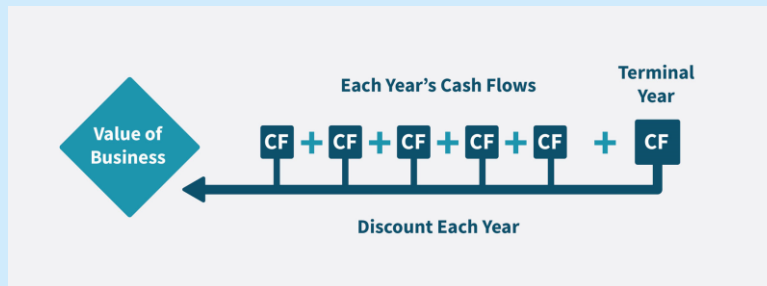 Each Year's Cash Flows
Terminal
Year
Value of
Business
CF + CF + CF + CF + CF + CF
Discount Each Year